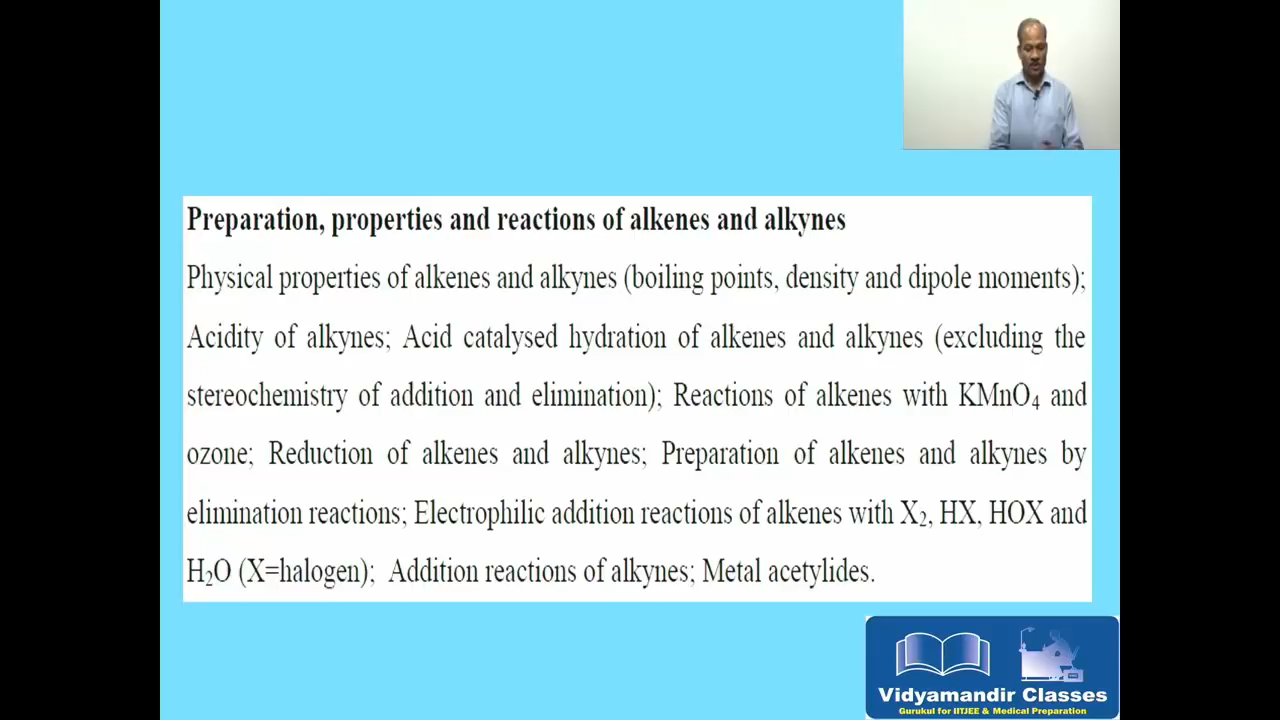 Preparation, properties and reactions of alkenes and alkynes
Physical properties of alkenes and alkynes (boiling points, density and dipole moments);
Acidity of alkynes; Acid catalysed hydration of alkenes and alkynes (excluding the
stereochemistry of addition and elimination); Reactions of alkenes with KMnO₄ and
ozone; Reduction of alkenes and alkynes; Preparation of alkenes and alkynes by
elimination reactions; Electrophilic addition reactions of alkenes with X₂, HX, HOX and
H₂O (X=halogen); Addition reactions of alkynes; Metal acetylides.
Vidyamandir Classes
Gurukul for IITJEE & Medical Preparation